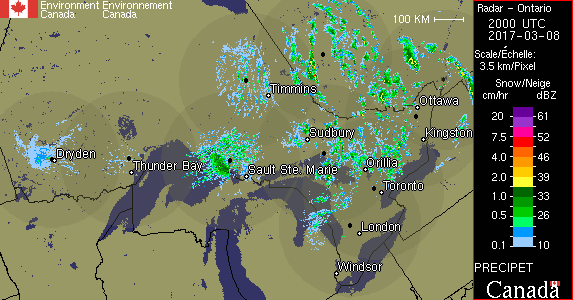 Environment Environnement
Canada Canada
100 KM
Radar - Ontario
2000 UTC
2017-03-08
Scale/Échelle:
3.5 km/Pixel
Snow/Neige
cm/hr dBZ
20 61
7.5 52
4.0 46
2.0 39
1.0 33
0.5 26
0.1 10
PRECIPET
Canada
Timmins
Ottawa
Sudbury
Kingston
Dryden
Thunder Bay
Sault Ste. Marie
Orillia
Toronto
London
Windsor